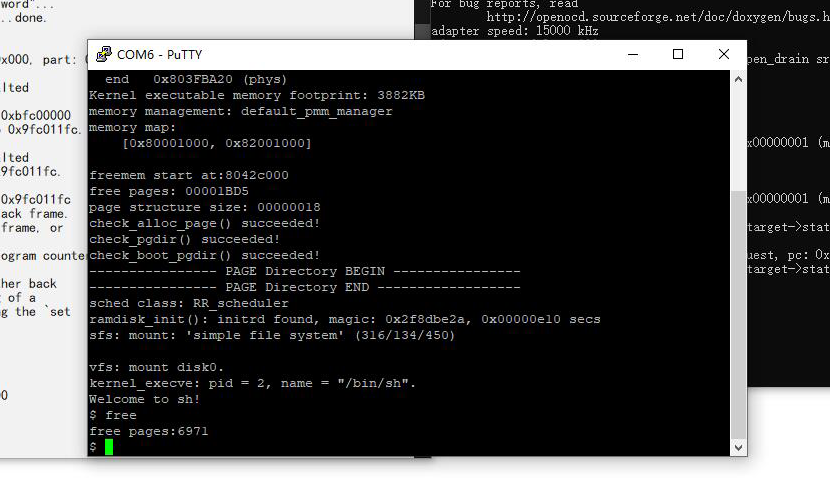 word"...
...done.
x000, part: 0
lted
0xbfc00000
0x9fc011fc.
lted
9fc011fc.
0x9fc011fc
ack frame.
frame, or
ogram counter
her back
of a
ng the `set
00
For bug reports, read
http://openocd.sourceforge.net/doc/doxygen/bugs.h
adapter speed: 15000 kHz
pen_drain sr
x00000001 (m
x00000001 (m
target->stat
uest, pc: 0x
target->stat
COM6 - PuTTY
end   0x803FBA20 (phys)
Kernel executable memory footprint: 3882KB
memory management: default_pmm_manager
memory map:
[0x80001000, 0x82001000]
freemem start at:8042c000
free pages: 00001BD5
page structure size: 00000018
check_alloc_page() succeeded!
check_pgdir() succeeded!
check_boot_pgdir() succeeded!
---------------- PAGE Directory BEGIN ----------------
---------------- PAGE Directory END ------------------
sched class: RR_scheduler
ramdisk_init(): initrd found, magic: 0x2f8dbe2a, 0x00000e10 secs
sfs: mount: 'simple file system' (316/134/450)
vfs: mount disk0.
kernel_execve: pid = 2, name = "/bin/sh".
Welcome to sh!
$ free
free pages:6971
$